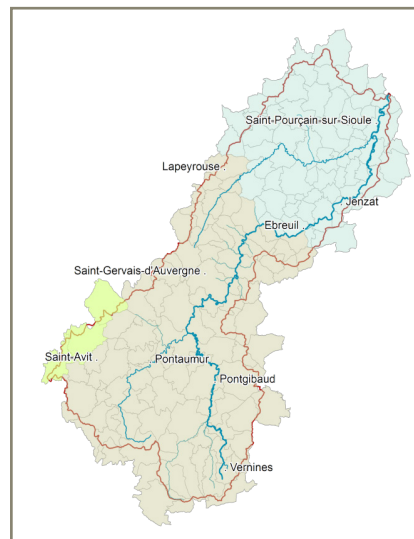 Saint-Pourçain-sur-Sioule
Lapeyrouse .
Jenzat
Ebreuil .
Saint-Gervais-d'Auvergne .
Saint-Avit .
. Pontaumur
Pontgibaud
. Vernines